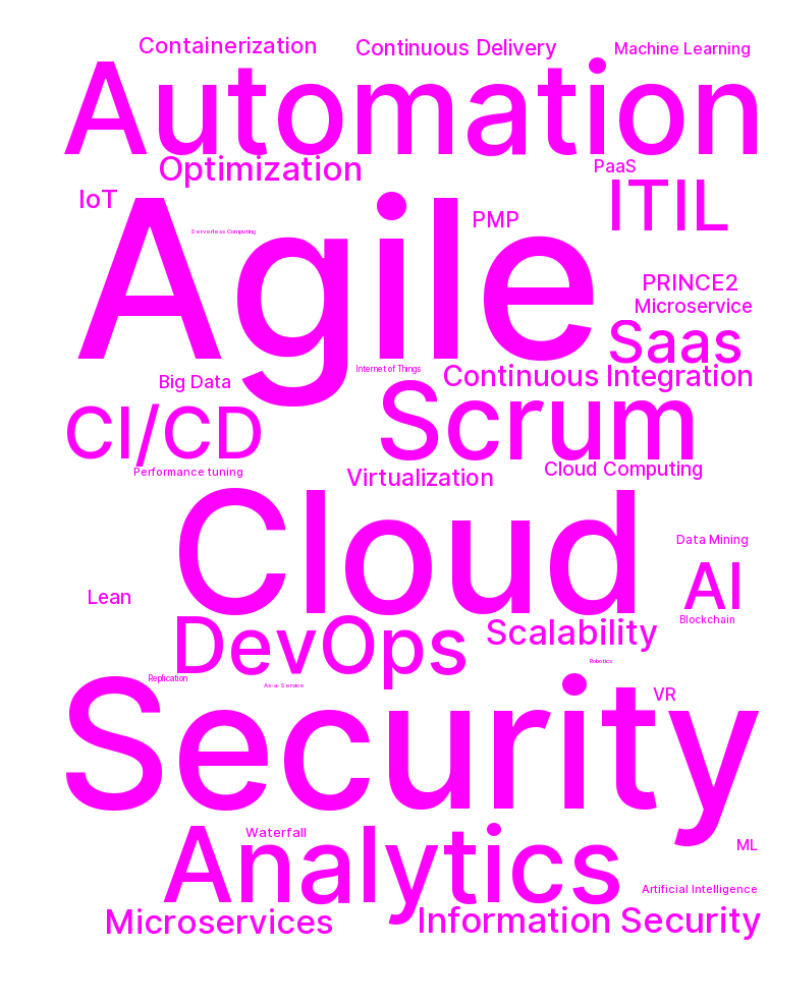 Containerization
Continuous Delivery
Machine Learning
Automation
Optimization
PaaS
IoT
ITIL
Agile
Serverless Computing
PMP
PRINCE2
Microservice
Saas
Internet of Things
Continuous Integration
Big Data
CI/CD
Scrum
Performance tuning
Virtualization
Cloud Computing
Cloud
Data Mining
AI
Lean
Blockchain
DevOps
Scalability
Robotics
Replication
As-a-Service
VR
Security
Waterfall
Analytics
ML
Artificial Intelligence
Microservices
Information Security